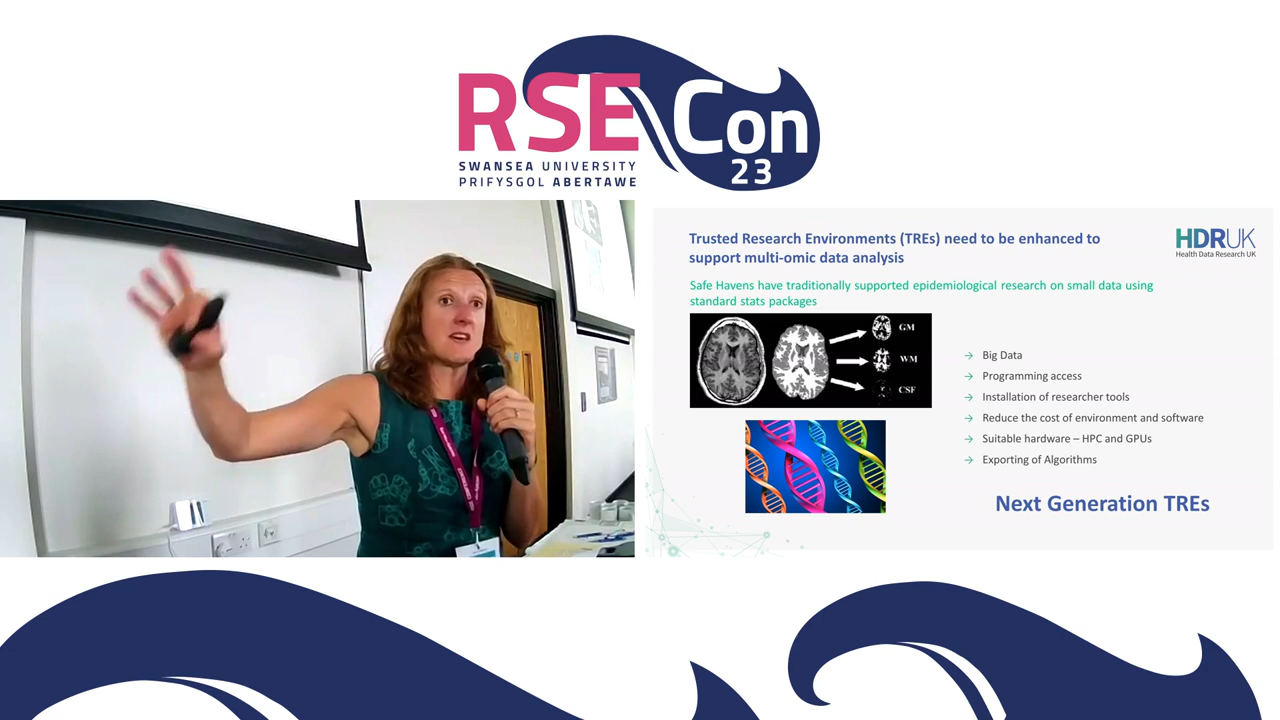 RSE Con
23
SWANSEA UNIVERSITY
PRIFYSGOL ABERTAWE
Trusted Research Environments (TREs) need to be enhanced to
support multi-omic data analysis
HDRUK
Health Data Research UK
Safe Havens have traditionally supported epidemiological research on small data using
standard stats packages
GM
WM
CSF
→ Big Data
→ Programming access
→ Installation of researcher tools
→ Reduce the cost of environment and software
→ Suitable hardware – HPC and GPUs
→ Exporting of Algorithms
Next Generation TREs